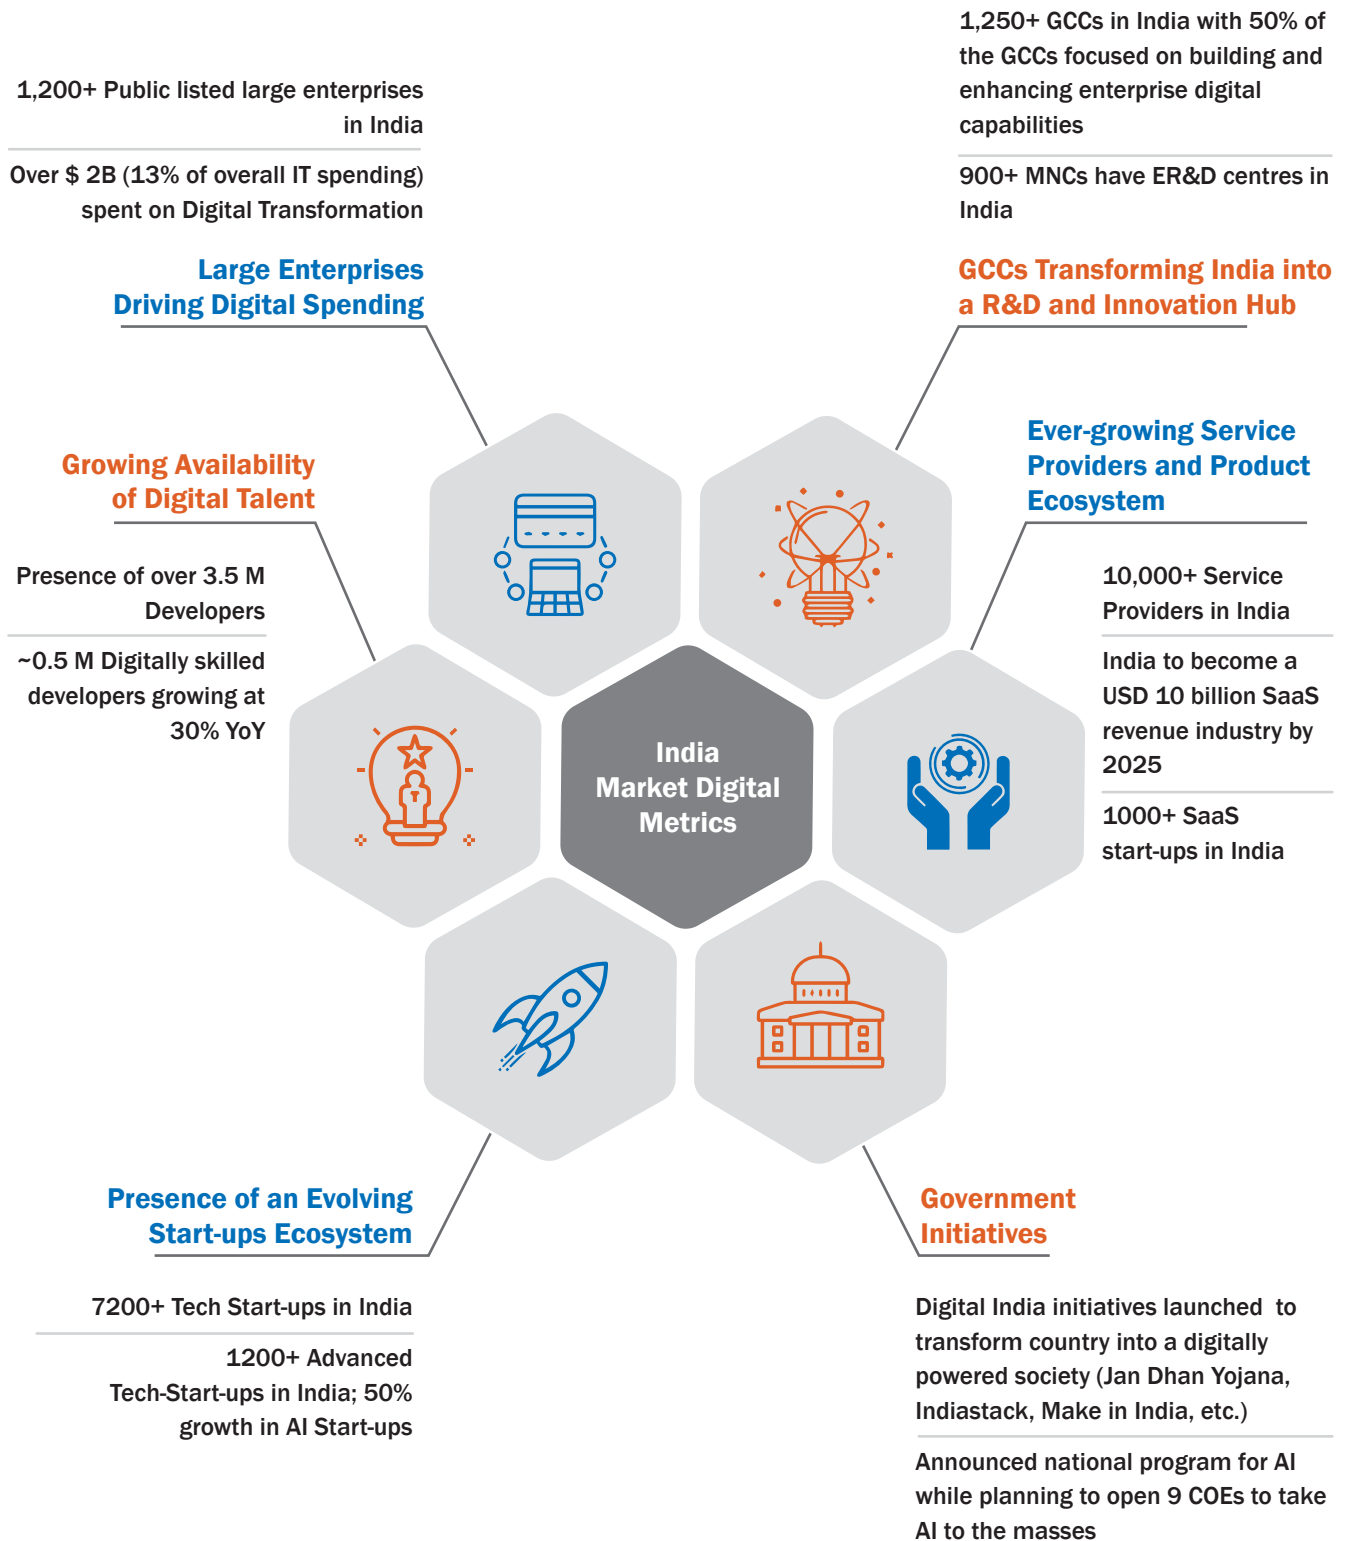 1,200+ Public listed large enterprises
in India
Over $ 2B (13% of overall IT spending)
spent on Digital Transformation
Large Enterprises
Driving Digital Spending
1,250+ GCCs in India with 50% of
the GCCs focused on building and
enhancing enterprise digital
capabilities
900+ MNCs have ER&D centres in
India
GCCs Transforming India into
a R&D and Innovation Hub
Growing Availability
of Digital Talent
Presence of over 3.5 M
Developers
~0.5 M Digitally skilled
developers growing at
30% YoY
Ever-growing Service
Providers and Product
Ecosystem
10,000+ Service
Providers in India
India to become a
USD 10 billion SaaS
revenue industry by
2025
1000+ SaaS
start-ups in India
India
Market Digital
Metrics
Presence of an Evolving
Start-ups Ecosystem
7200+ Tech Start-ups in India
1200+ Advanced
Tech-Start-ups in India; 50%
growth in AI Start-ups
Government
Initiatives
Digital India initiatives launched  to
transform country into a digitally
powered society (Jan Dhan Yojana,
Indiastack, Make in India, etc.)
Announced national program for AI
while planning to open 9 COEs to take
AI to the masses